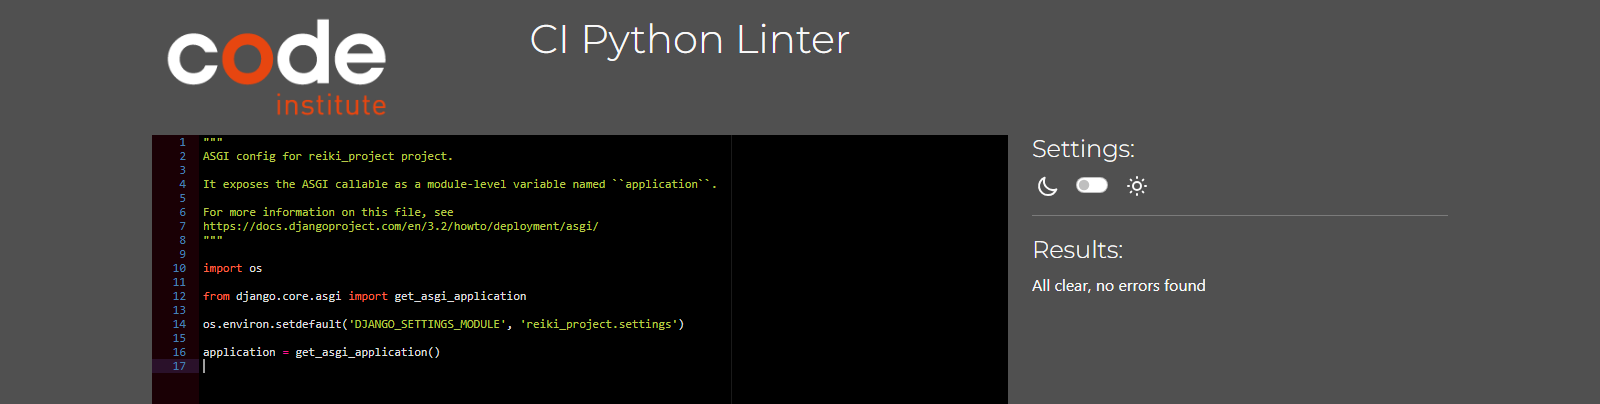 code
institute
CI Python Linter
1 """
2 ASGI config for reiki_project project.
3
4 It exposes the ASGI callable as a module-level variable named ``application``.
5
6 For more information on this file, see
7 https://docs.djangoproject.com/en/3.2/howto/deployment/asgi/
8 """
9
10 import os
11
12 from django.core.asgi import get_asgi_application
13
14 os.environ.setdefault('DJANGO_SETTINGS_MODULE', 'reiki_project.settings')
15
16 application = get_asgi_application()
17
Settings:
Results:
All clear, no errors found